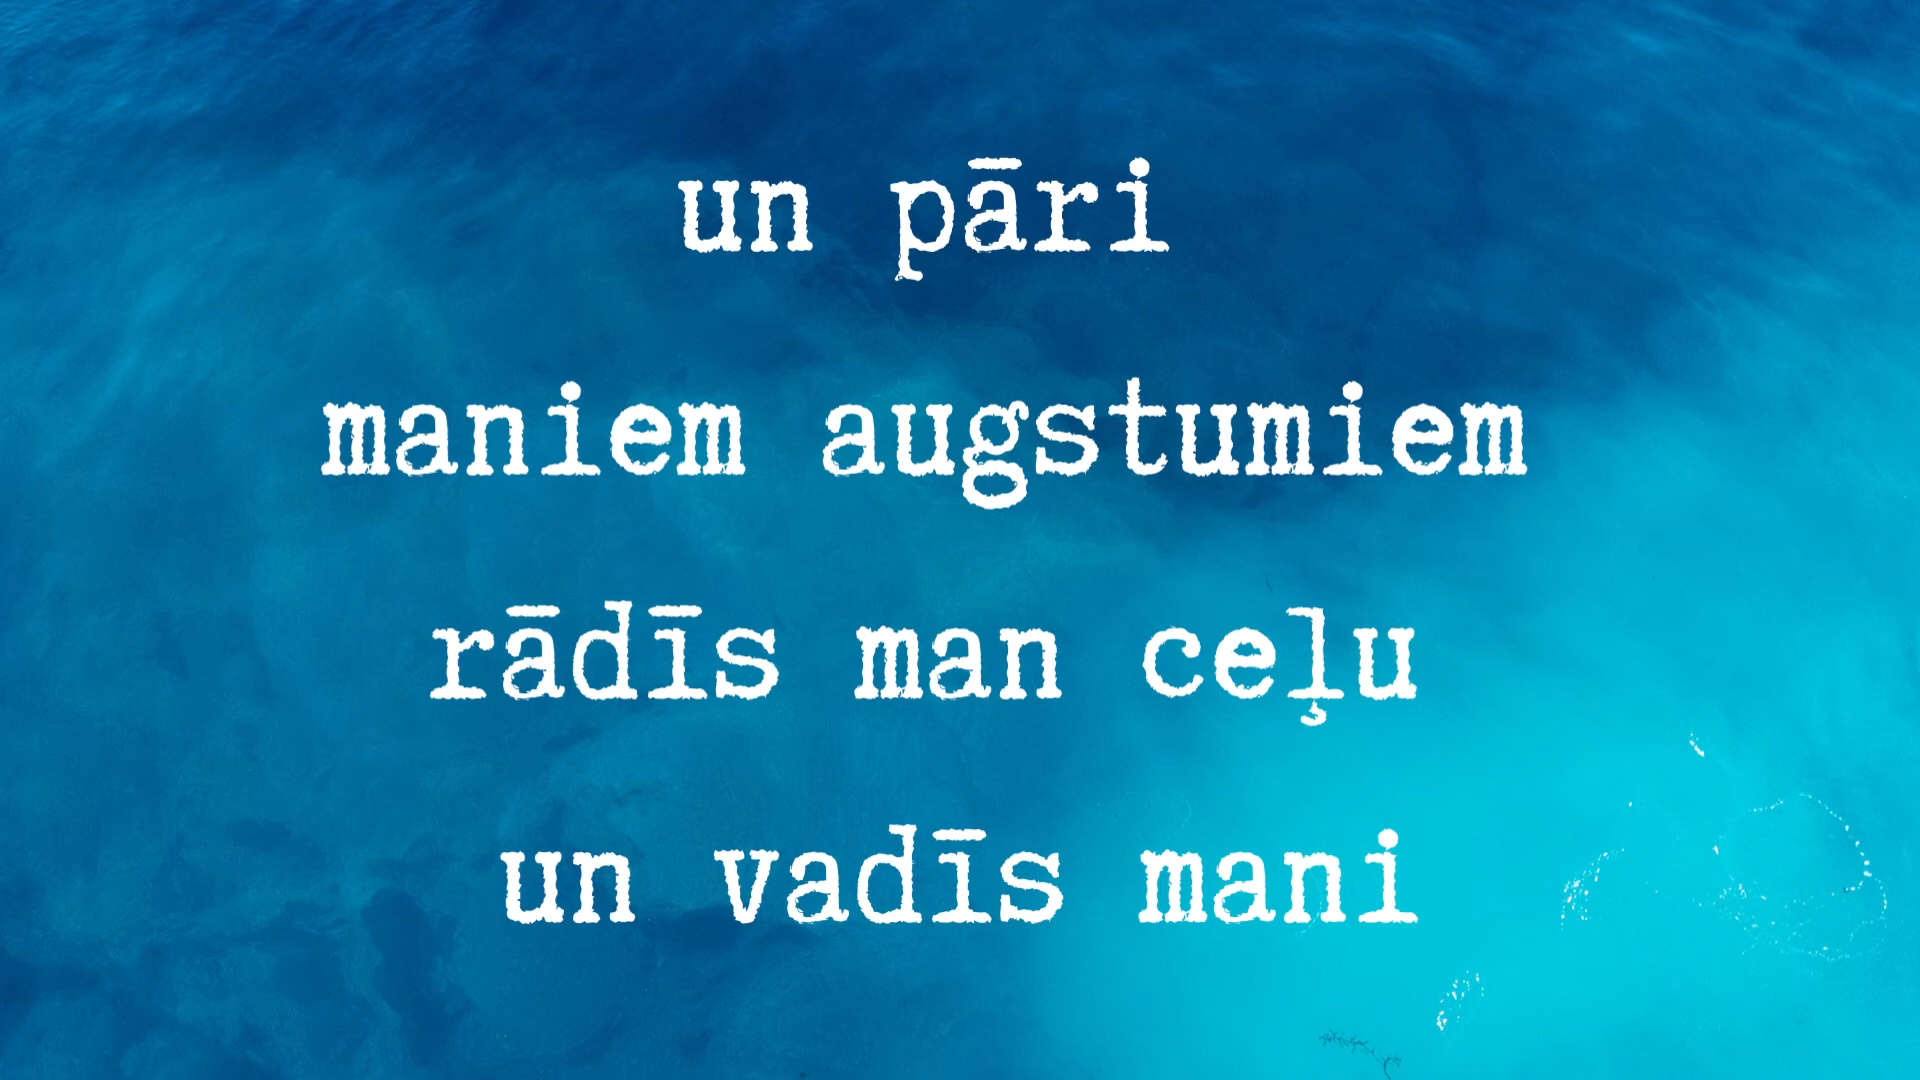 un pāri
maniem augstumiem
rādīs man ceļu
un vadīs mani